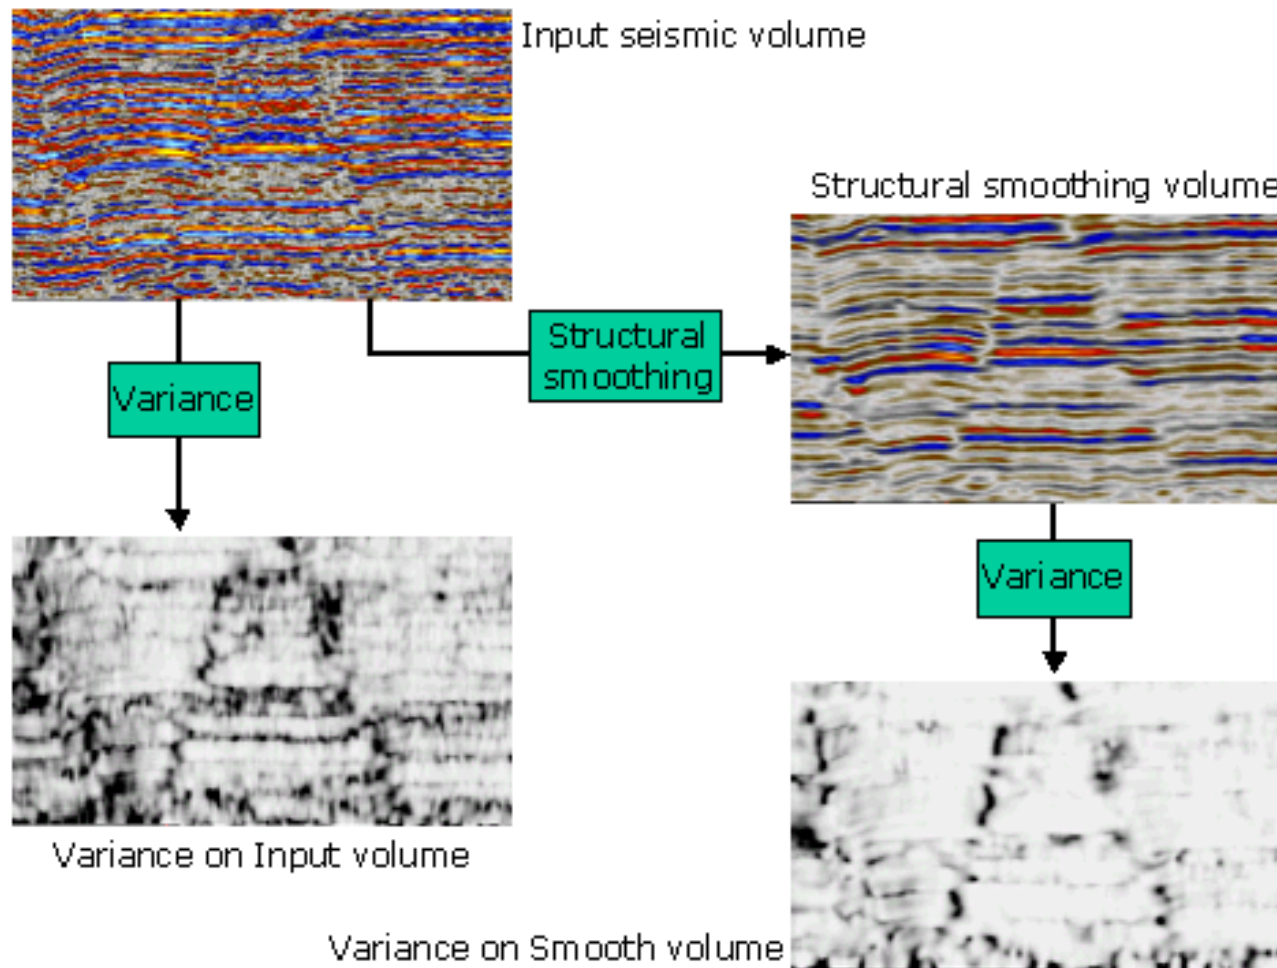 Input seismic volume
Structural smoothing volume
Structural
smoothing
Variance
Variance
Variance on Input volume
Variance on Smooth volume